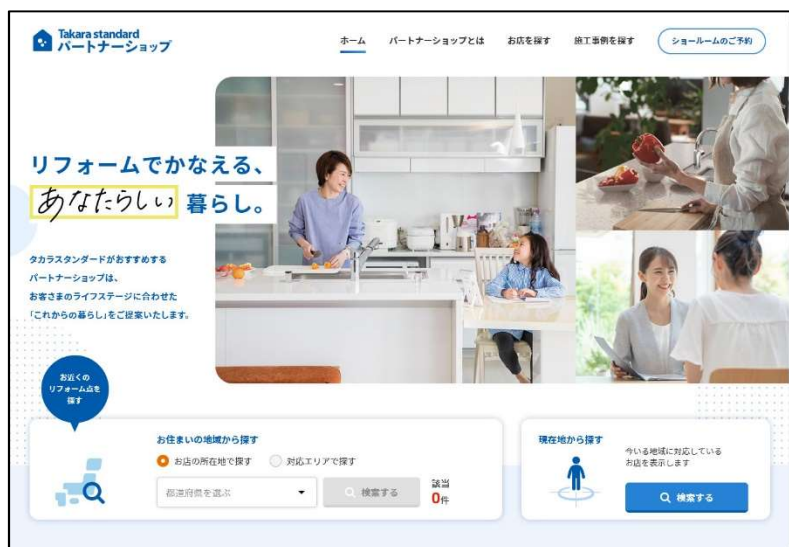 Takara standard
パートナーショップ
ホーム
パートナーショップとは
お店を探す
施工事例を探す
ショールームのご予約
リフォームでかなえる、
あなたらしい 暮らし。
タカラスタンダードがおすすめする
パートナーショップは、
お客さまのライフステージに合わせた
「これからの暮らし」をご提案いたします。
お近くの
リフォーム店を
探す
お住まいの地域から探す
お店の所在地で探す
対応エリアで探す
都道府県を選ぶ
検索する
該当
0件
現在地から探す
今いる地域に対応している
お店を表示します
検索する